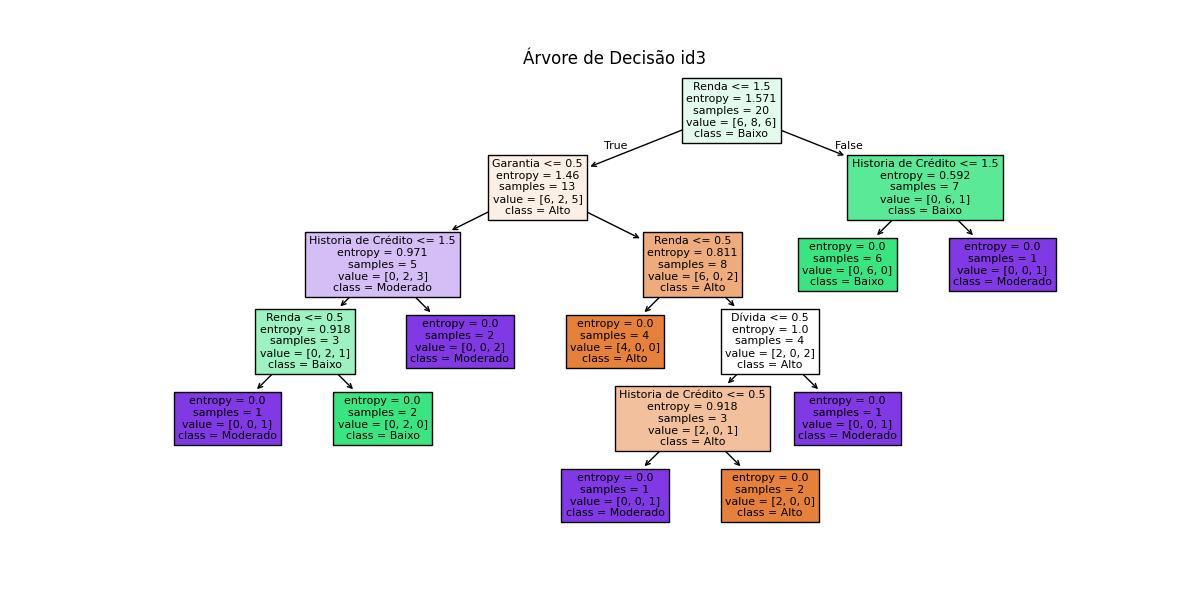 Árvore de Decisão id3
Renda <= 1.5
entropy = 1.571
samples = 20
value = [6, 8, 6]
class = Baixo
True
False
Garantia <= 0.5
entropy = 1.46
samples = 13
value = [6, 2, 5]
class = Alto
Historia de Crédito <= 1.5
entropy = 0.592
samples = 7
value = [0, 6, 1]
class = Baixo
Historia de Crédito <= 1.5
entropy = 0.971
samples = 5
value = [0, 2, 3]
class = Moderado
Renda <= 0.5
entropy = 0.811
samples = 8
value = [6, 0, 2]
class = Alto
entropy = 0.0
samples = 6
value = [0, 6, 0]
class = Baixo
entropy = 0.0
samples = 1
value = [0, 0, 1]
class = Moderado
Renda <= 0.5
entropy = 0.918
samples = 3
value = [0, 2, 1]
class = Baixo
entropy = 0.0
samples = 2
value = [0, 0, 2]
class = Moderado
entropy = 0.0
samples = 4
value = [4, 0, 0]
class = Alto
Dívida <= 0.5
entropy = 1.0
samples = 4
value = [2, 0, 2]
class = Alto
entropy = 0.0
samples = 1
value = [0, 0, 1]
class = Moderado
entropy = 0.0
samples = 2
value = [0, 2, 0]
class = Baixo
Historia de Crédito <= 0.5
entropy = 0.918
samples = 3
value = [2, 0, 1]
class = Alto
entropy = 0.0
samples = 1
value = [0, 0, 1]
class = Moderado
entropy = 0.0
samples = 1
value = [0, 0, 1]
class = Moderado
entropy = 0.0
samples = 2
value = [2, 0, 0]
class = Alto